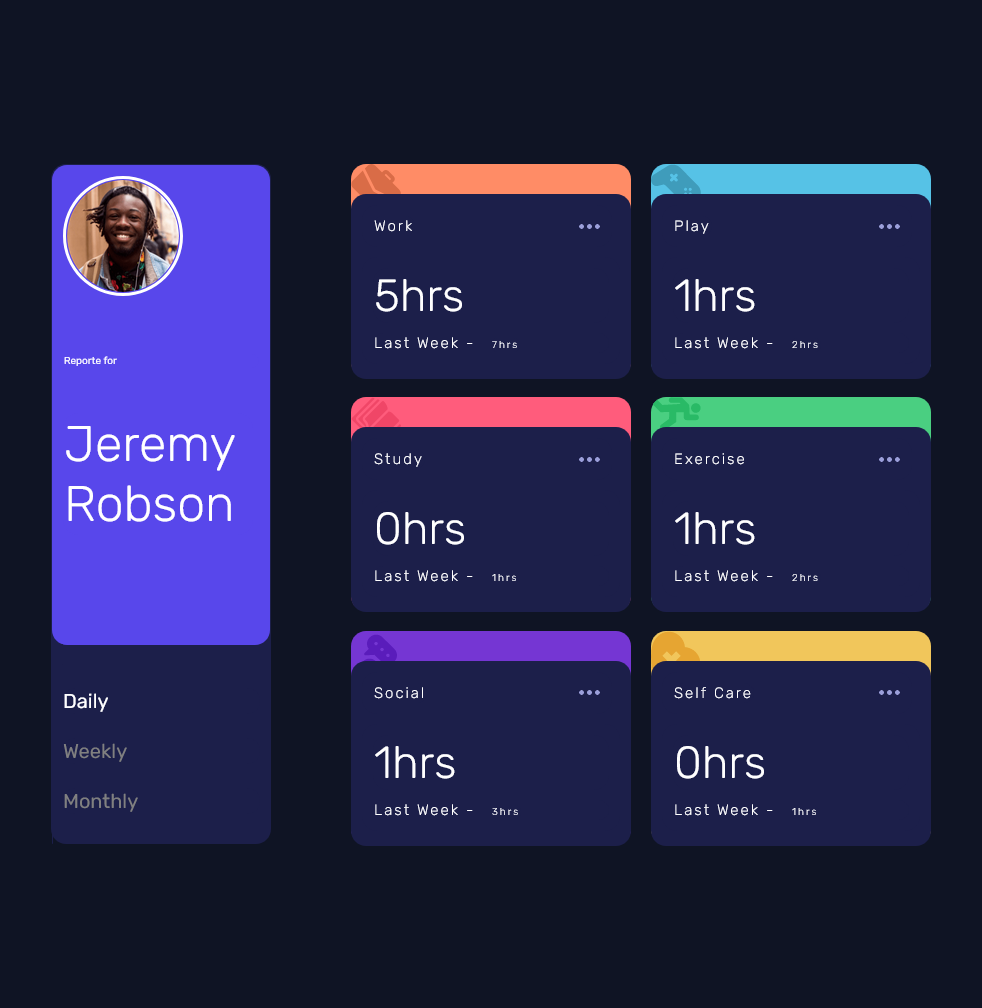 Reporte for
Jeremy
Robson
Daily
Weekly
Monthly
Work
5hrs
Last Week - 7hrs
Play
1hrs
Last Week - 2hrs
Study
0hrs
Last Week - 1hrs
Exercise
1hrs
Last Week - 2hrs
Social
1hrs
Last Week - 3hrs
Self Care
0hrs
Last Week - 1hrs